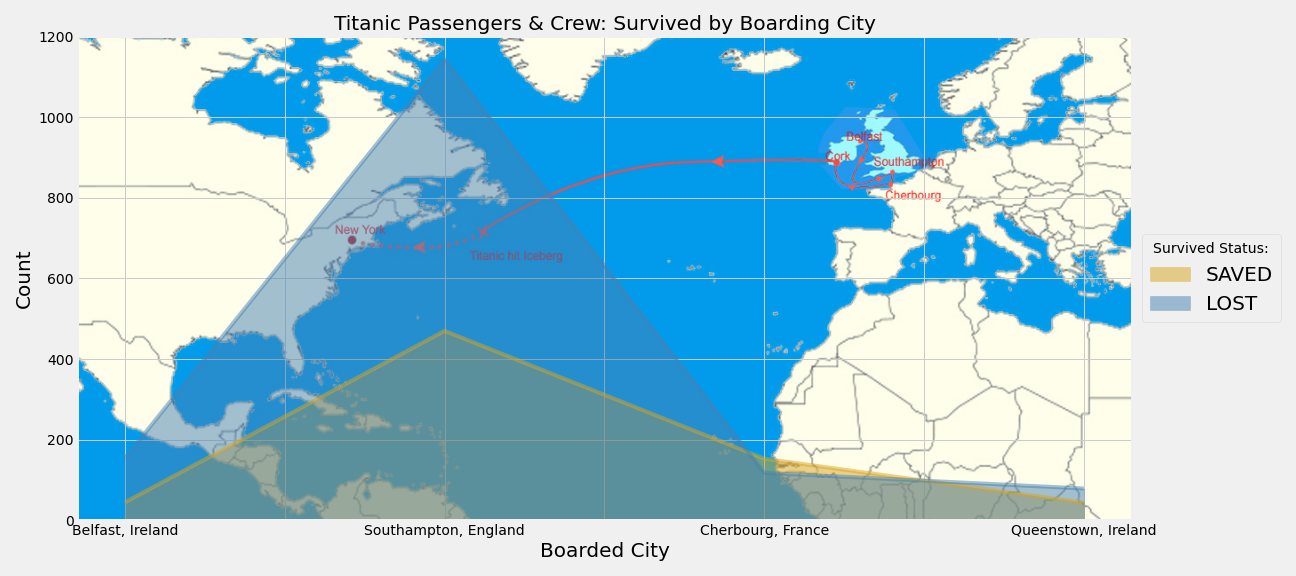 Titanic Passengers & Crew: Survived by Boarding City
1200
1000
800
600
400
200
0
Count
Belfast
Cork
Southampton
Cherbourg
New York
Titanic hit Iceberg
Survived Status:
SAVED
LOST
Belfast, Ireland
Southampton, England
Cherbourg, France
Queenstown, Ireland
Boarded City